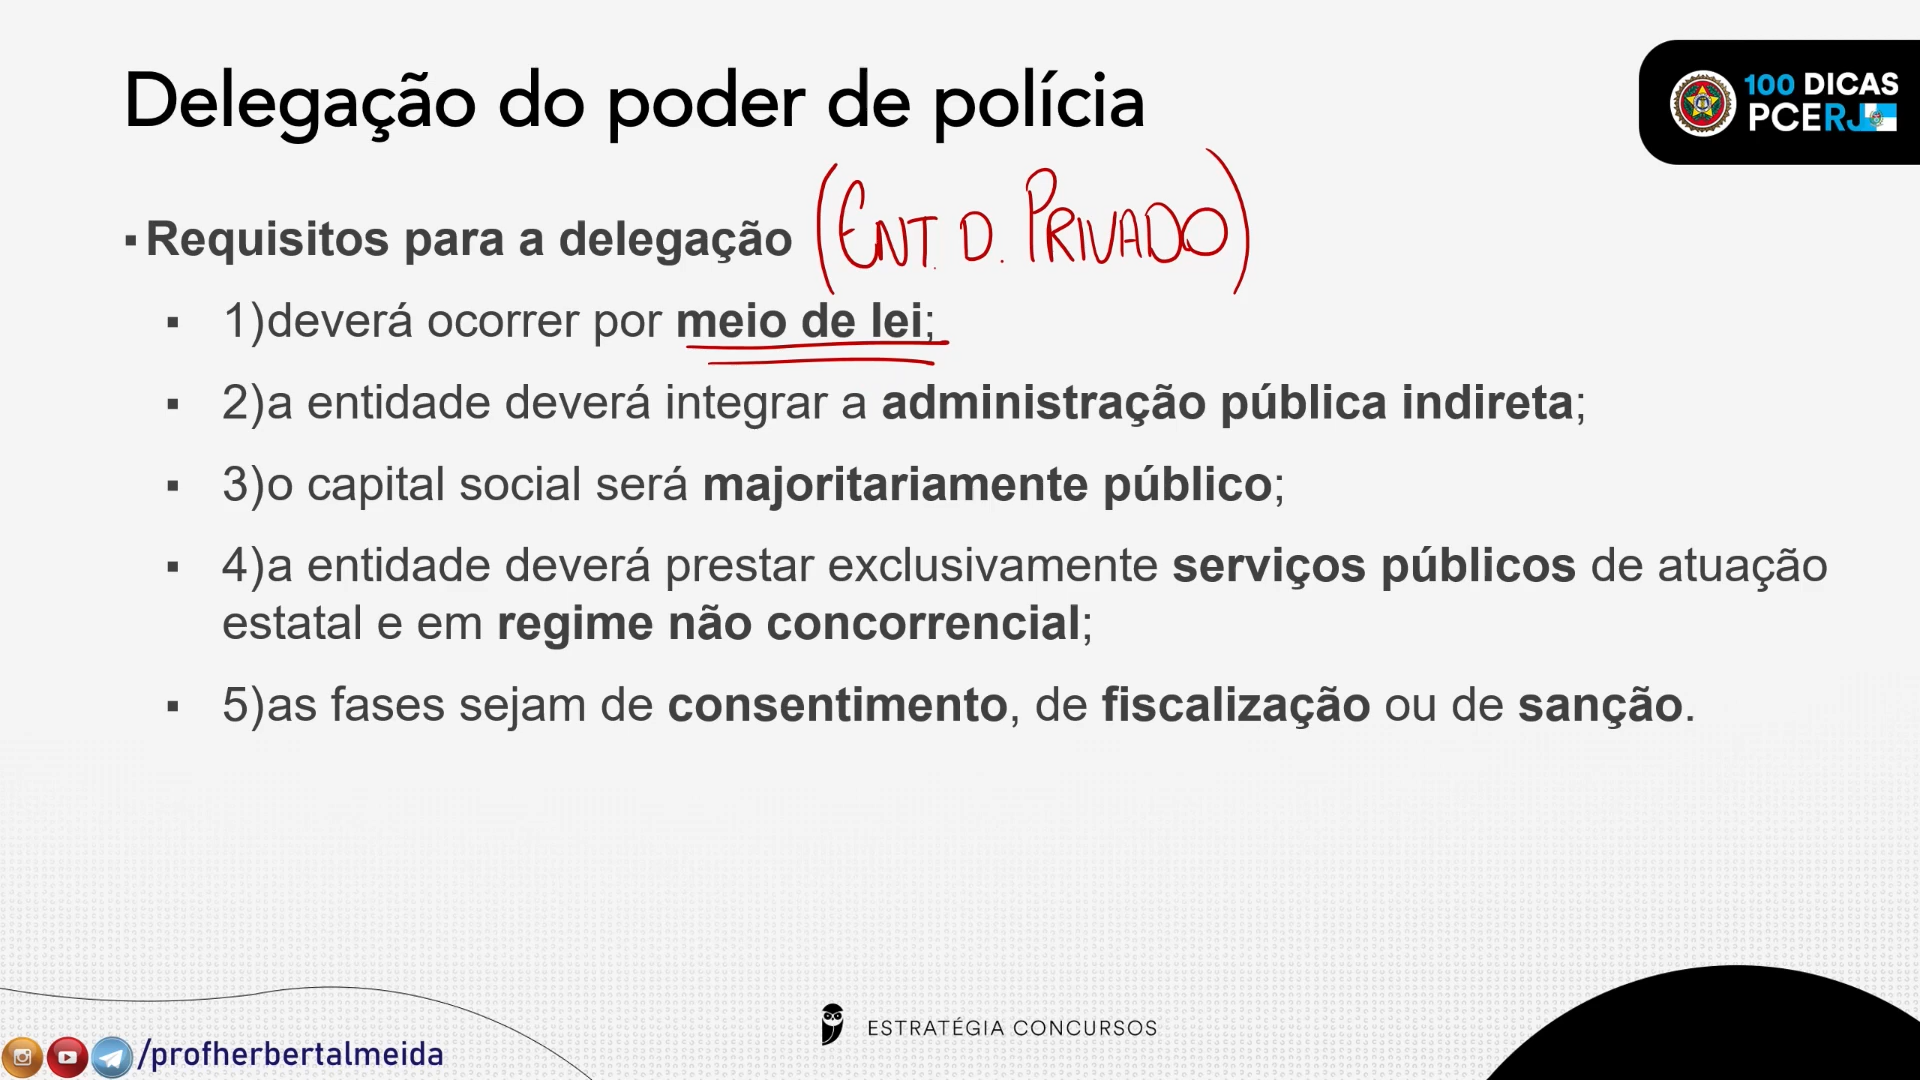 Delegação do poder de polícia
100 DICAS
PCERJ
▪ Requisitos para a delegação (ENT. D. PRIVADO)
▪ 1)deverá ocorrer por meio de lei;
▪ 2)a entidade deverá integrar a administração pública indireta;
▪ 3)o capital social será majoritariamente público;
▪ 4)a entidade deverá prestar exclusivamente serviços públicos de atuação
estatal e em regime não concorrencial;
▪ 5)as fases sejam de consentimento, de fiscalização ou de sanção.
ESTRATÉGIA CONCURSOS
/profherbertalmeida